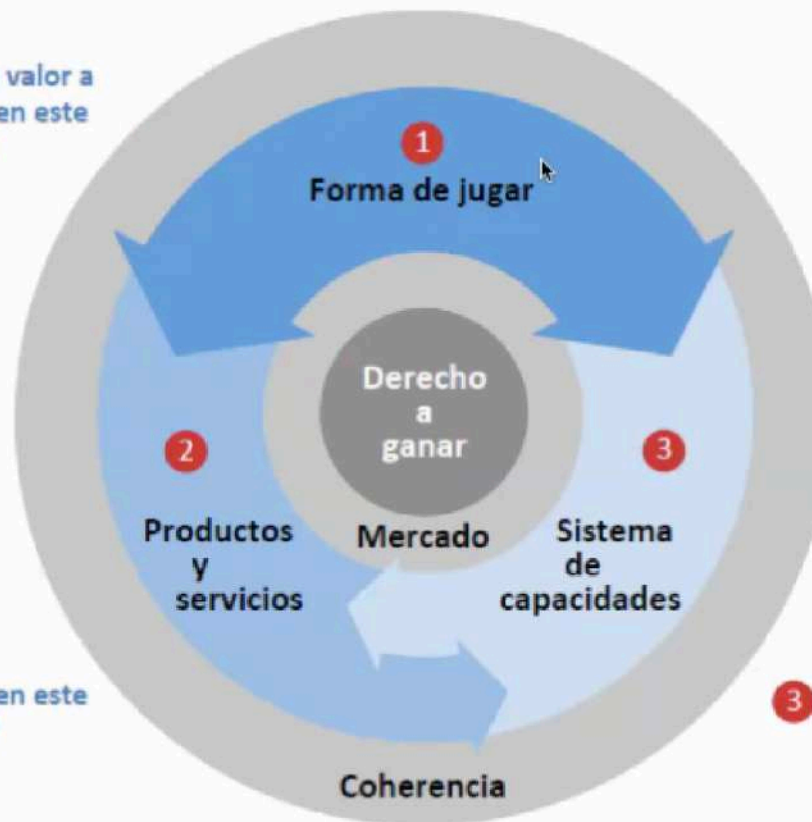 valor a
en este
1
Forma de jugar
Derecho
a
ganar
2
Productos
y
servicios
Mercado
3
Sistema
de
capacidades
en este
3
Coherencia